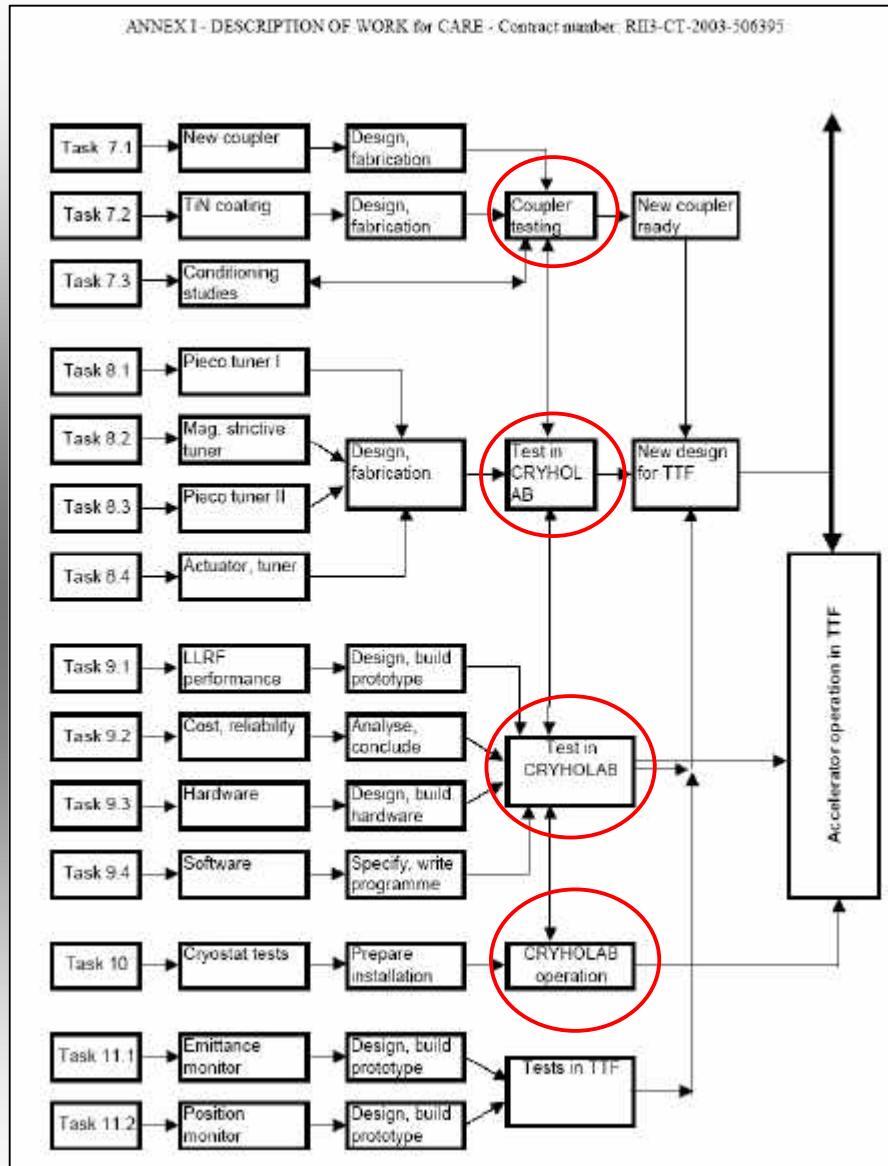 ANNEX I - DESCRIPTION OF WORK for CARE - Contract number: RII3-CT-2003-506395
Task 7.1
New coupler
Design,
fabrication
Task 7.2
TiN coating
Design,
fabrication
Coupler
testing
New coupler
ready
Task 7.3
Conditioning
studies
Task 8.1
Pieco tuner I
Task 8.2
Mag. strictive
tuner
Design,
fabrication
Test in
CRYHOL
AB
New design
for TTF
Task 8.3
Pieco tuner II
Task 8.4
Actuator, tuner
Task 9.1
LLRF
performance
Design, build
prototype
Task 9.2
Cost, reliability
Analyse,
conclude
Test in
CRYHOLAB
Task 9.3
Hardware
Design, build
hardware
Task 9.4
Software
Specify, write
programme
Accelerator operation in TTF
Task 10
Cryostat tests
Prepare
installation
CRYHOLAB
operation
Task 11.1
Emittance
monitor
Design, build
prototype
Tests in TTF
Task 11.2
Position
monitor
Design, build
prototype